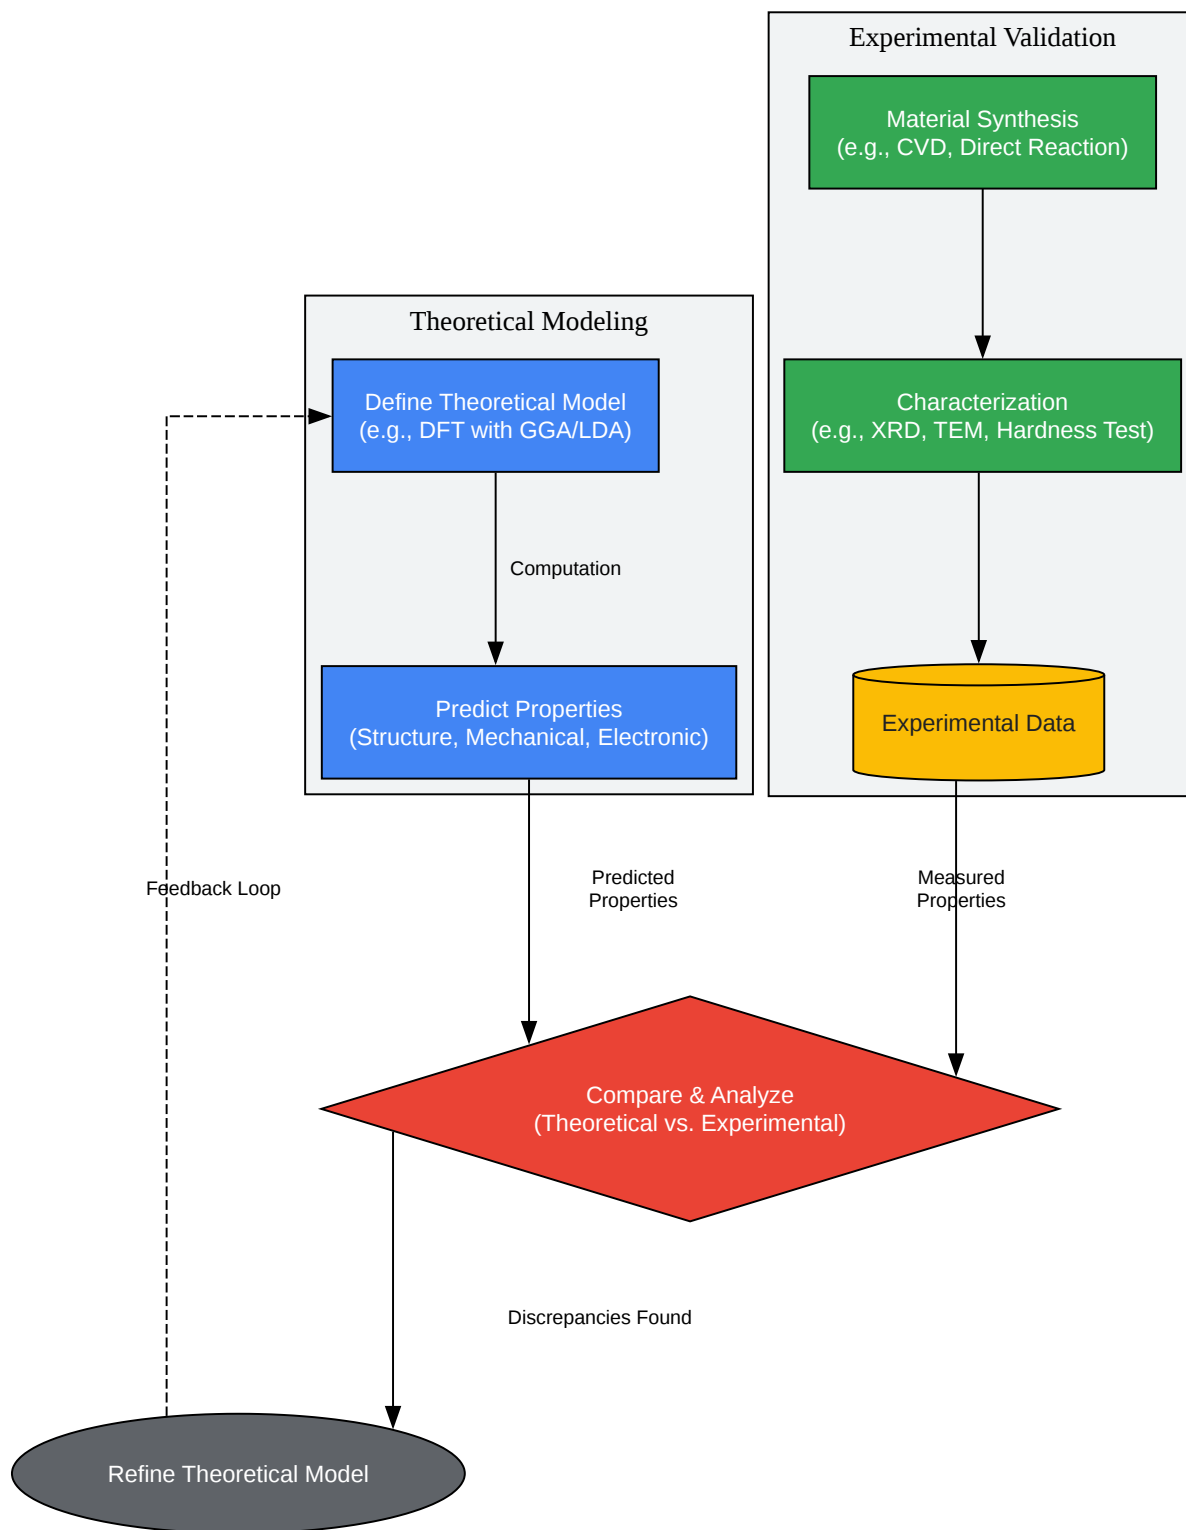 Experimental Validation
Material Synthesis
(e.g., CVD, Direct Reaction)
Theoretical Modeling
Define Theoretical Model
(e.g., DFT with GGA/LDA)
Characterization
(e.g., XRD, TEM, Hardness Test)
Computation
Predict Properties
(Structure, Mechanical, Electronic)
Experimental Data
Feedback Loop
Predicted
Properties
Measured
Properties
Compare & Analyze
(Theoretical vs. Experimental)
Discrepancies Found
Refine Theoretical Model